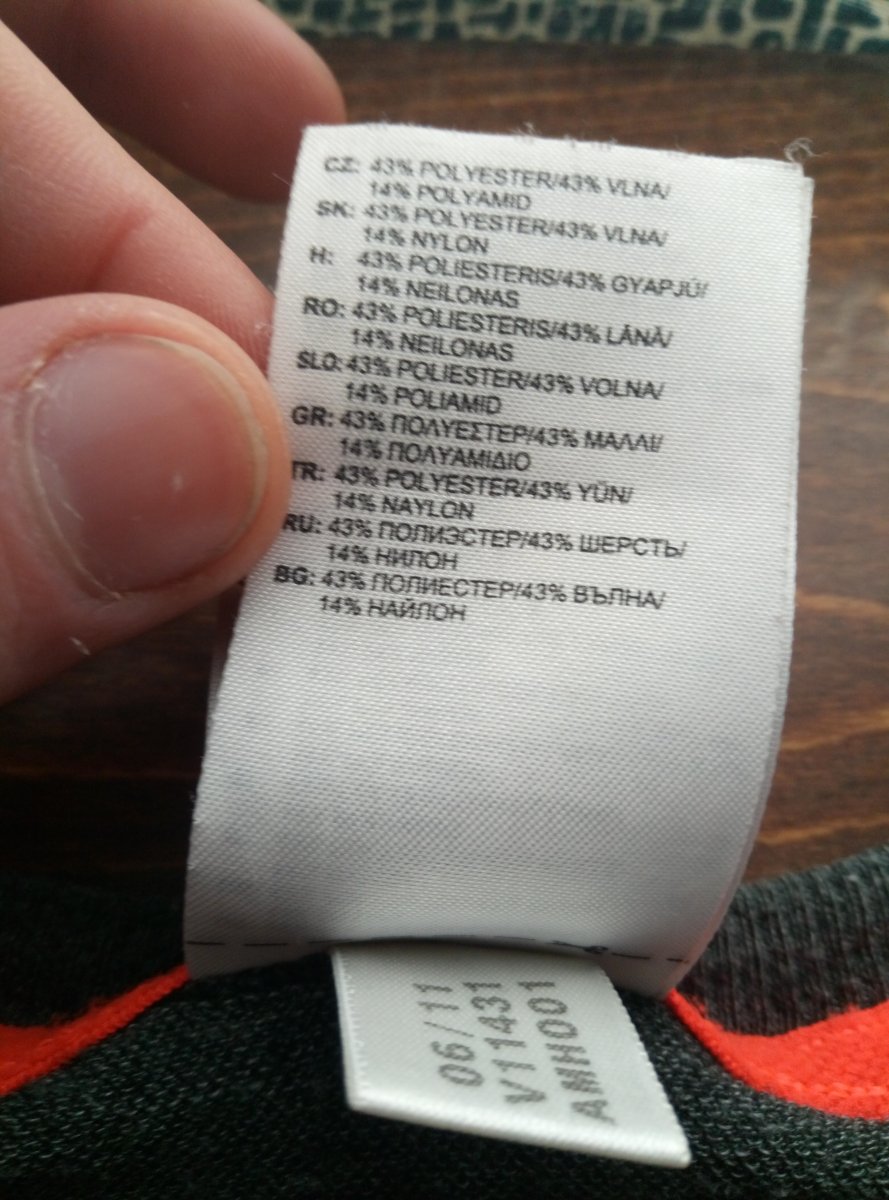 CZ: 43% POLYESTER/43% VLNA/
14% POLYAMID
SK: 43% POLYESTER/43% VLNA/
14% NYLON
H: 43% POLIESTERIS/43% GYAPJÚ/
14% NEILONAS
RO: 43% POLIESTERIS/43% LÂNĂ/
14% NEILONAS
SLO: 43% POLIESTER/43% VOLNA/
14% POLIAMID
GR: 43% ΠΟΛΥΕΣΤΕΡ/43% ΜΑΛΛΙ/
14% ΠΟΛΥΑΜΙΔΙΟ
TR: 43% POLYESTER/43% YÜN/
14% NAYLON
RU: 43% ПОЛИЭСТЕР/43% ШЕРСТЬ/
14% НИЛОН
BG: 43% ПОЛИЕСТЕР/43% ВЪЛНА/
14% НАЙЛОН
06/11
V11431
AMH001